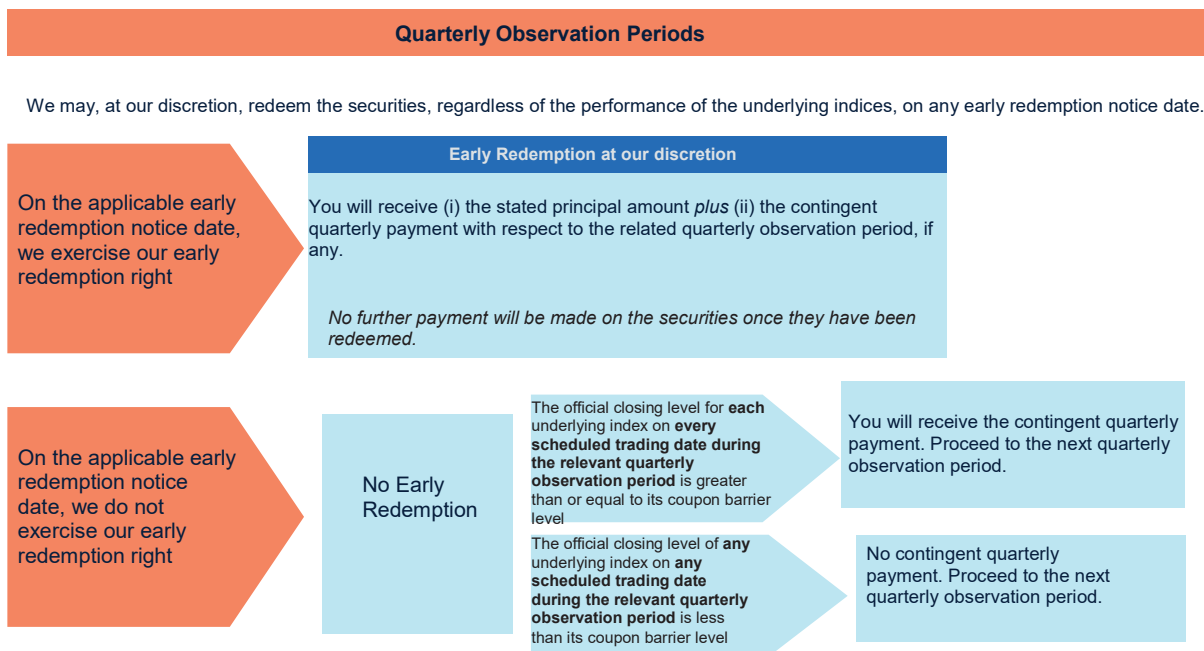 Quarterly Observation Periods
We may, at our discretion, redeem the securities, regardless of the performance of the underlying indices, on any early redemption notice date.
On the applicable early
redemption notice date,
we exercise our early
redemption right
Early Redemption at our discretion
You will receive (i) the stated principal amount plus (ii) the contingent
quarterly payment with respect to the related quarterly observation period, if
any.
No further payment will be made on the securities once they have been
redeemed.
On the applicable early
redemption notice
date, we do not
exercise our early
redemption right
No Early
Redemption
The official closing level for each
underlying index on every
scheduled trading date during
the relevant quarterly
observation period is greater
than or equal to its coupon barrier
level
You will receive the contingent quarterly
payment. Proceed to the next quarterly
observation period.
The official closing level of any
underlying index on any
scheduled trading date
during the relevant quarterly
observation period is less
than its coupon barrier level
No contingent quarterly
payment. Proceed to the next
quarterly observation period.